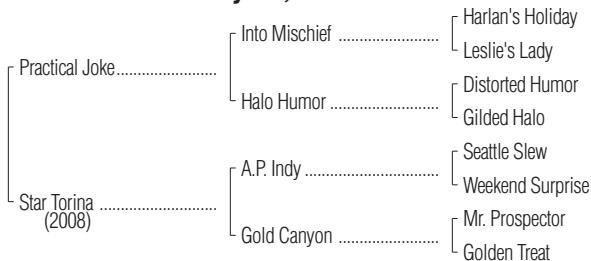 Harlan's Holiday
Into Mischief ........................
Leslie's Lady
Practical Joke........................
Distorted Humor
Halo Humor ........................
Gilded Halo
Seattle Slew
A.P. Indy ................................
Weekend Surprise
Star Torina ............................
(2008)
Mr. Prospector
Gold Canyon ........................
Golden Treat